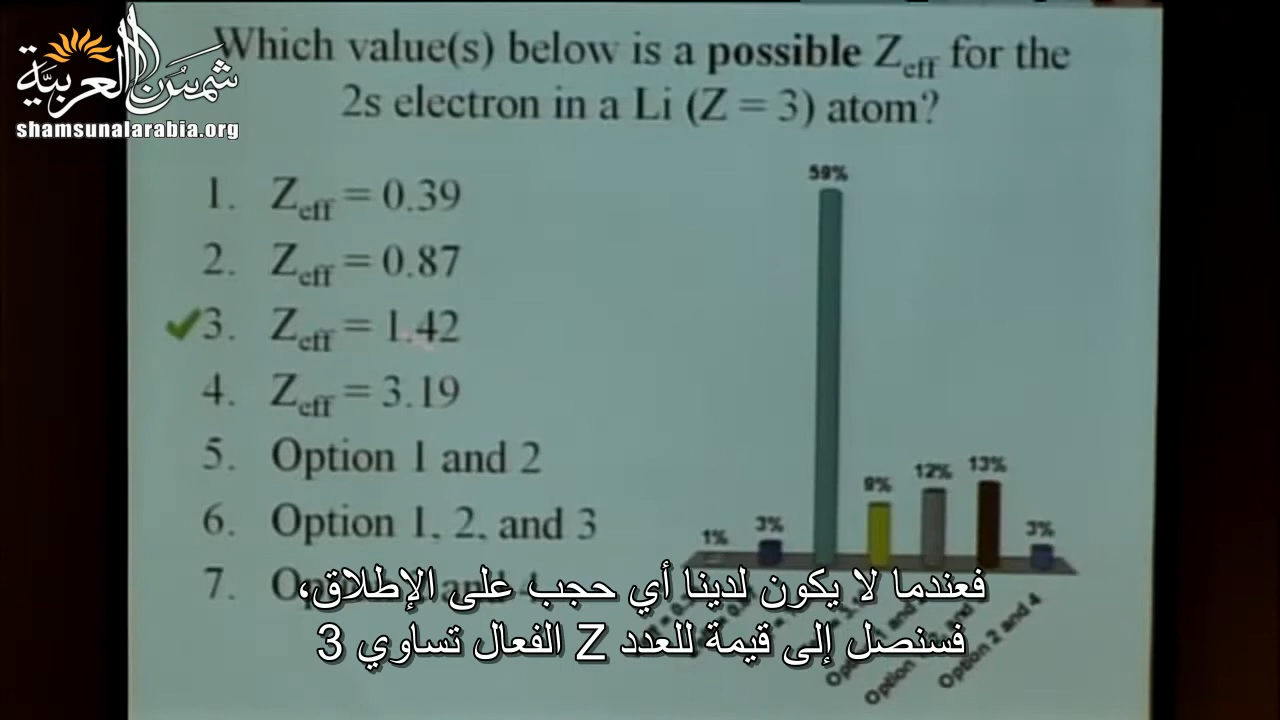 شمس العربية
shamsunalarabia.org
Which value(s) below is a possible Zeff for the
2s electron in a Li (Z = 3) atom?
1. Zeff = 0.39
2. Zeff = 0.87
3. Zeff = 1.42
4. Zeff = 3.19
5. Option 1 and 2
6. Option 1, 2, and 3
7.
1%
3%
59%
9%
12%
13%
3%
Option 2 and 4
فعندما لا يكون لدينا أي حجب على الإطلاق،
فسنصل إلى قيمة للعدد Z الفعال تساوي 3